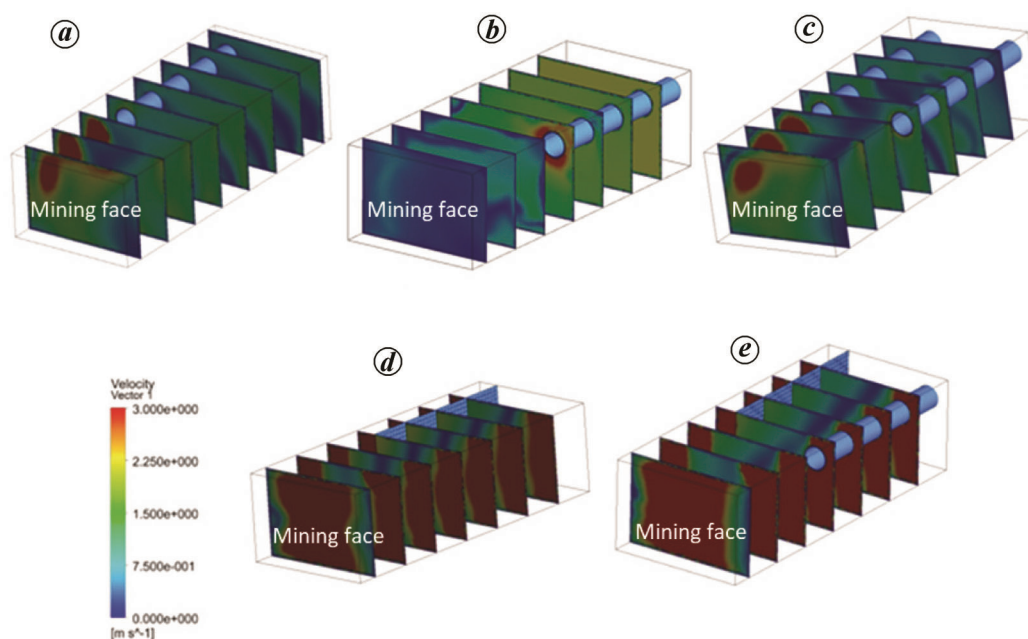 a
b
c
Mining face
Mining face
Mining face
d
e
Velocity
Vector 1
3.000e+000
2.250e+000
1.500e+000
7.500e-001
0.000e+000
[m s^-1]
Mining face
Mining face